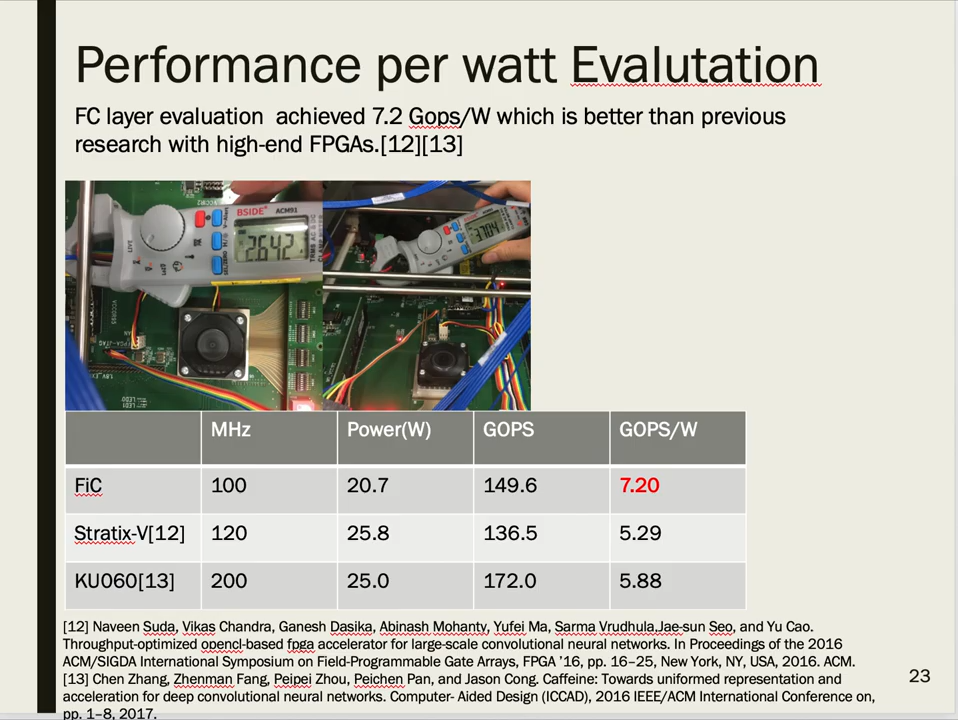 Performance per watt Evalutation
FC layer evaluation achieved 7.2 Gops/W which is better than previous
research with high-end FPGAs.[12][13]
BSIDE ACM91
2.642
MHz Power(W) GOPS GOPS/W
FiC 100 20.7 149.6 7.20
Stratix-V[12] 120 25.8 136.5 5.29
KU060[13] 200 25.0 172.0 5.88
[12] Naveen Suda, Vikas Chandra, Ganesh Dasika, Abinash Mohanty, Yufei Ma, Sarma Vrudhula,Jae-sun Seo, and Yu Cao.
Throughput-optimized opencl-based fpga accelerator for large-scale convolutional neural networks. In Proceedings of the 2016
ACM/SIGDA International Symposium on Field-Programmable Gate Arrays, FPGA '16, pp. 16–25, New York, NY, USA, 2016. ACM.
[13] Chen Zhang, Zhenman Fang, Peipei Zhou, Peichen Pan, and Jason Cong. Caffeine: Towards uniformed representation and
acceleration for deep convolutional neural networks. Computer- Aided Design (ICCAD), 2016 IEEE/ACM International Conference on,
pp. 1–8, 2017.
23